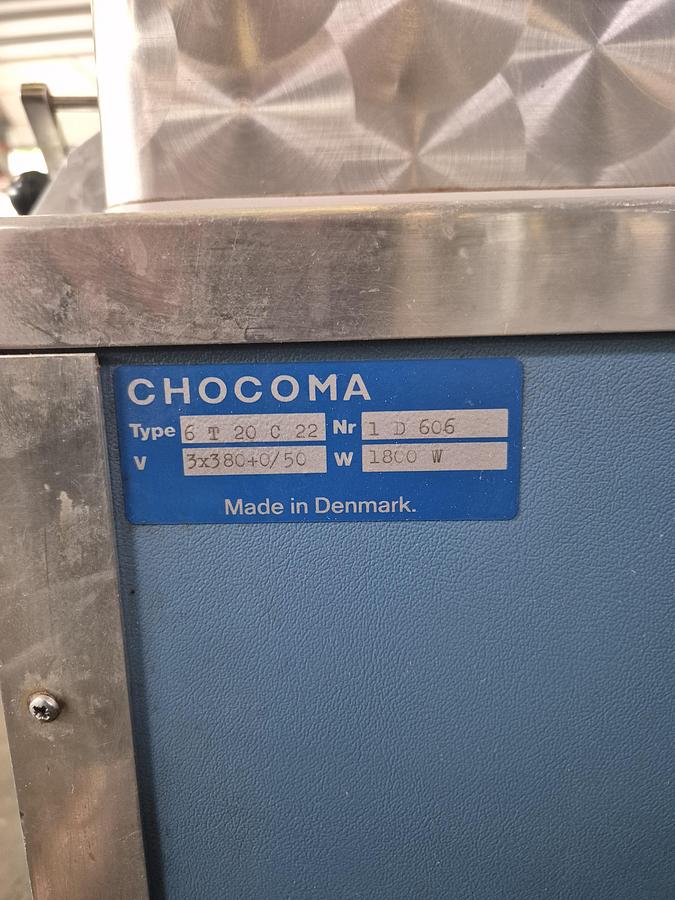 CHOCOMA
Type 6 T 20 C 22 Nr 1 D 606
V 3x380+0/50 W 1800 W
Made in Denmark.